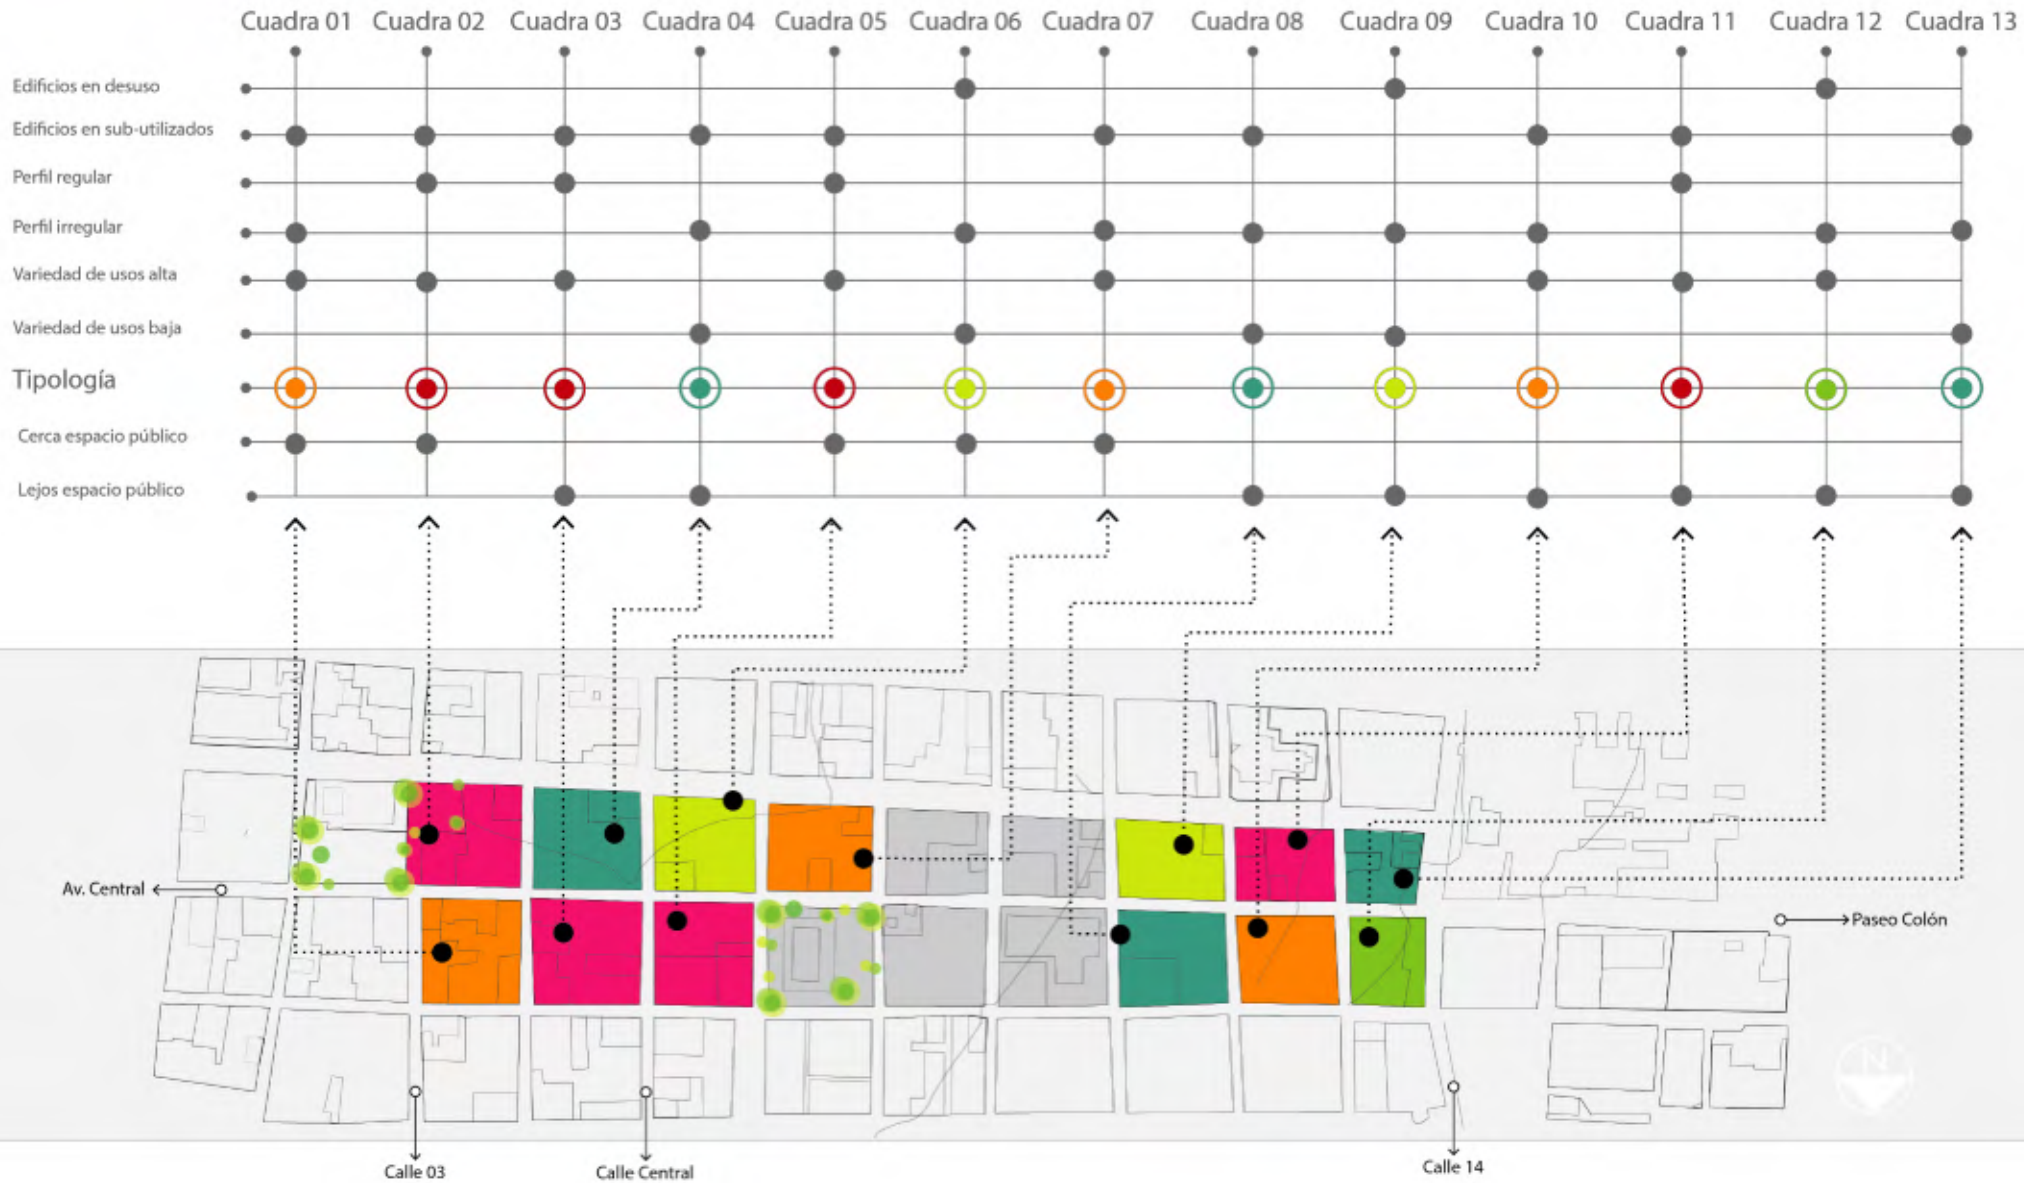 Cuadra 01 Cuadra 02 Cuadra 03 Cuadra 04 Cuadra 05 Cuadra 06 Cuadra 07 Cuadra 08 Cuadra 09 Cuadra 10 Cuadra 11 Cuadra 12 Cuadra 13
Edificios en desuso
Edificios en sub-utilizados
Perfil regular
Perfil irregular
Variedad de usos alta
Variedad de usos baja
Tipología
Cerca espacio público
Lejos espacio público
Av. Central
Paseo Colón
N
Calle 03
Calle Central
Calle 14